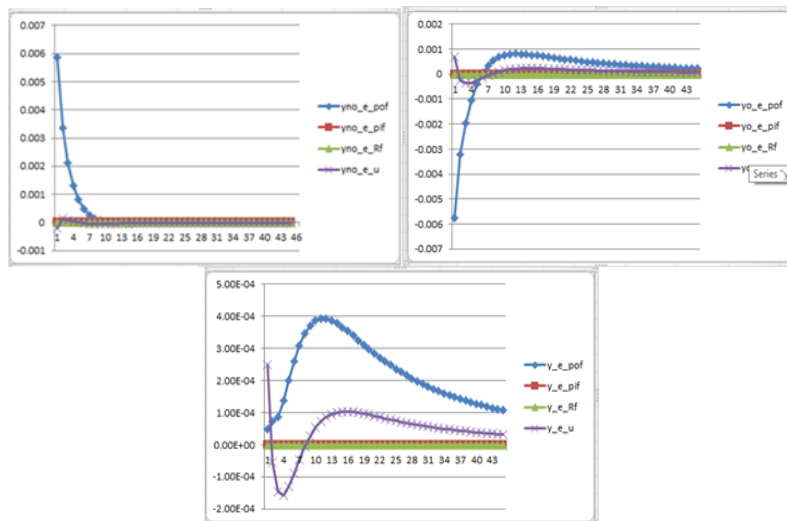 0.007
0.006
0.005
0.004
0.003
0.002
0.001
0
-0.001
1 4 7 10 13 16 19 22 25 28 31 34 37 40 43 46
yno_e_pof
yno_e_pif
yno_e_Rf
yno_e_u
0.002
0.001
0
-0.001
-0.002
-0.003
-0.004
-0.005
-0.006
-0.007
1 4 7 10 13 16 19 22 25 28 31 34 37 40 43
yo_e_pof
yo_e_pif
yo_e_Rf
yo
Series "y
5.00E-04
4.00E-04
3.00E-04
2.00E-04
1.00E-04
0.00E+00
-1.00E-04
-2.00E-04
1 4 7 10 13 16 19 22 25 28 31 34 37 40 43
y_e_pof
y_e_pif
y_e_Rf
y_e_u